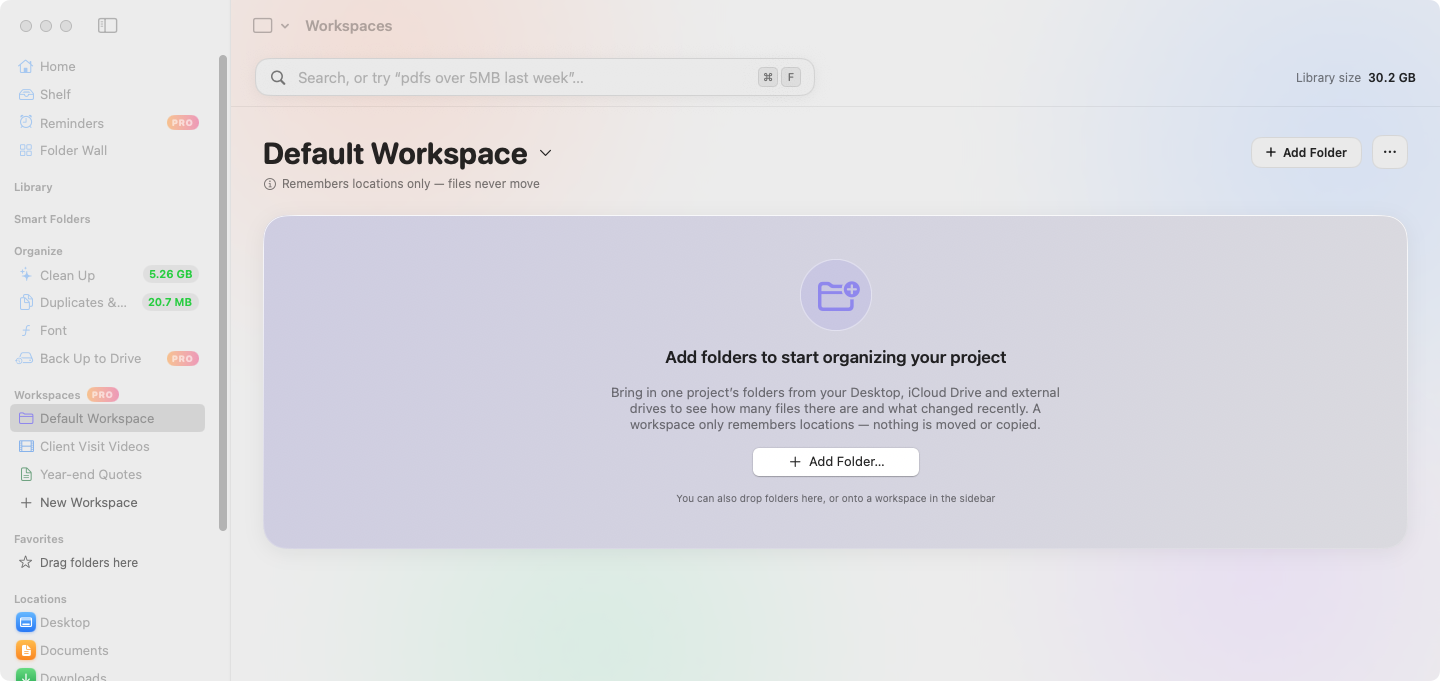 Workspaces
Search, or try “pdfs over 5MB last week”...
⌘ F
Library size 30.2 GB
Home
Shelf
Reminders PRO
Folder Wall
Library
Smart Folders
Organize
Clean Up 5.26 GB
Duplicates &... 20.7 MB
Font
Back Up to Drive PRO
Workspaces PRO
Default Workspace
Client Visit Videos
Year-end Quotes
New Workspace
Favorites
Drag folders here
Locations
Desktop
Documents
Downloads
Default Workspace
Remembers locations only — files never move
+ Add Folder
Add folders to start organizing your project
Bring in one project’s folders from your Desktop, iCloud Drive and external
drives to see how many files there are and what changed recently. A
workspace only remembers locations — nothing is moved or copied.
+ Add Folder...
You can also drop folders here, or onto a workspace in the sidebar